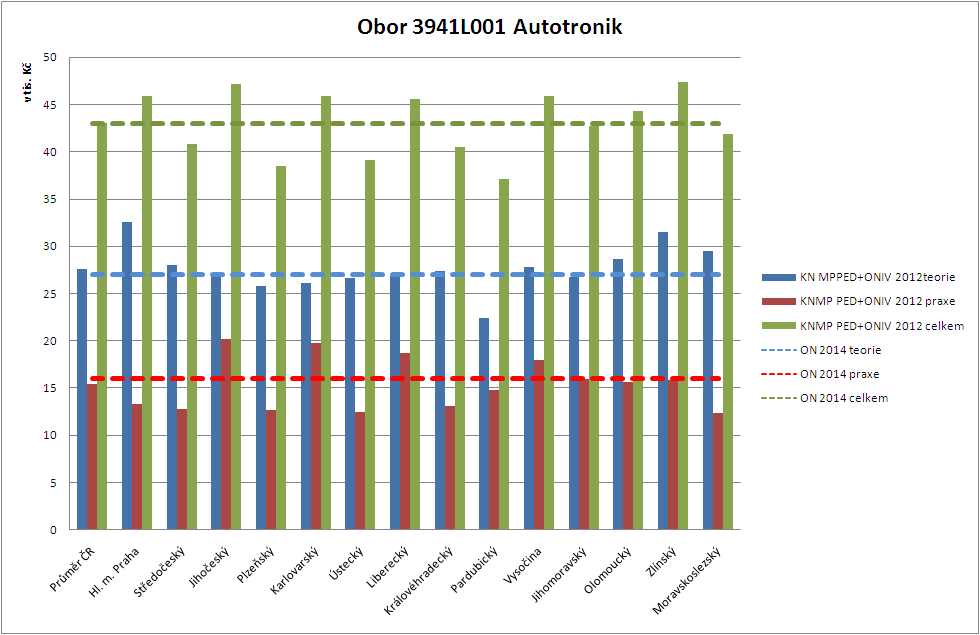 Obor 3941L001 Autotronik
v tis. Kč
50
45
40
35
30
25
20
15
10
5
0
Průměr ČR
Hl. m. Praha
Středočeský
Jihočeský
Plzeňský
Karlovarský
Ústecký
Liberecký
Královéhradecký
Pardubický
Vysočina
Jihomoravský
Olomoucký
Zlínský
Moravskoslezský
KN MPPED+ONIV 2012teorie
KNMP PED+ONIV 2012 praxe
KNMP PED+ONIV 2012 celkem
ON 2014 teorie
ON 2014 praxe
ON 2014 celkem